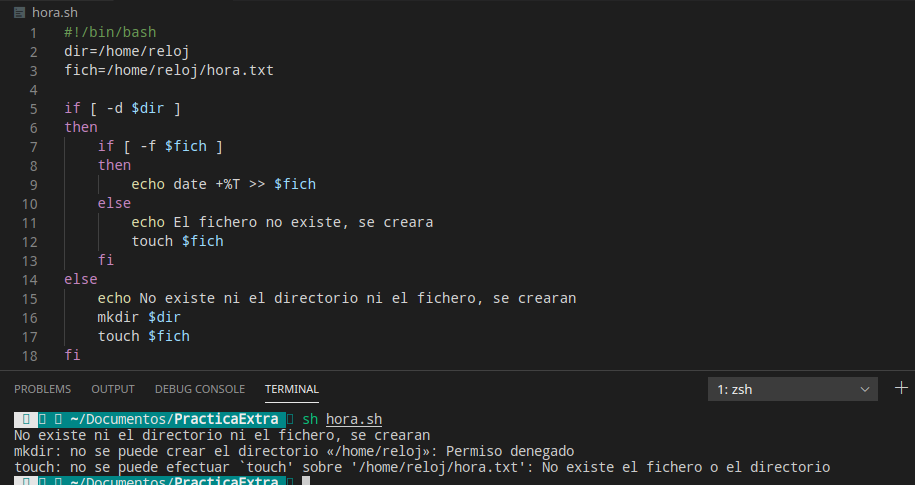 hora.sh
1 #!/bin/bash
2 dir=/home/reloj
3 fich=/home/reloj/hora.txt
4
5 if [ -d $dir ]
6 then
7 if [ -f $fich ]
8 then
9 echo date +%T >> $fich
10 else
11 echo El fichero no existe, se creara
12 touch $fich
13 fi
14 else
15 echo No existe ni el directorio ni el fichero, se crearan
16 mkdir $dir
17 touch $fich
18 fi
PROBLEMS OUTPUT DEBUG CONSOLE TERMINAL 1: zsh
~/Documentos/PracticaExtra sh hora.sh
No existe ni el directorio ni el fichero, se crearan
mkdir: no se puede crear el directorio «/home/reloj»: Permiso denegado
touch: no se puede efectuar `touch' sobre '/home/reloj/hora.txt': No existe el fichero o el directorio
~/Documentos/PracticaExtra